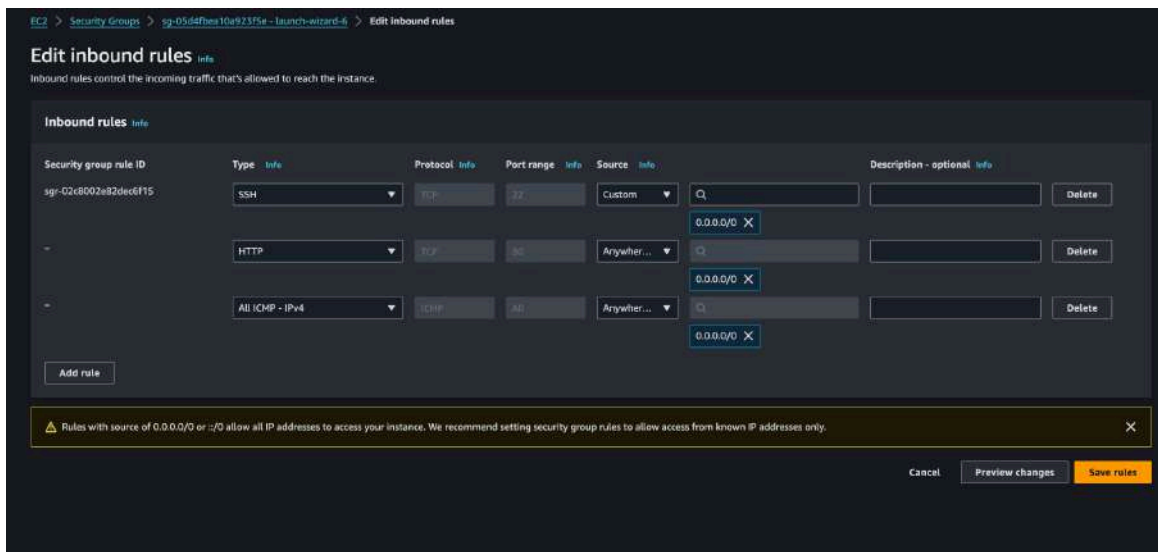 EC2 > Security Groups > sg-05d4fbea10a923f5e - launch-wizard-6 > Edit inbound rules
Edit inbound rules Info
Inbound rules control the incoming traffic that's allowed to reach the instance.
Inbound rules Info
Security group rule ID Type Info Protocol Info Port range Info Source Info Description - optional Info
sgr-02c8002e82dec6f15 SSH TCP 22 Custom Delete
0.0.0.0/0
- HTTP TCP 80 Anywher... Delete
0.0.0.0/0
- All ICMP - IPv4 ICMP All Anywher... Delete
0.0.0.0/0
Add rule
Rules with source of 0.0.0.0/0 or ::/0 allow all IP addresses to access your instance. We recommend setting security group rules to allow access from known IP addresses only.
Cancel Preview changes Save rules